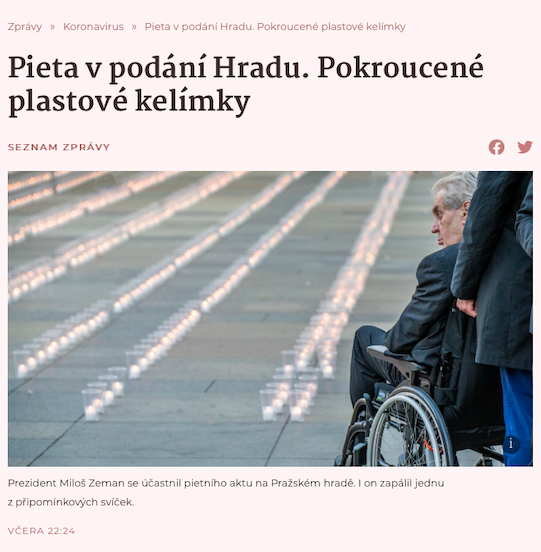 Zprávy » Koronavirus » Pieta v podání Hradu. Pokroucené plastové kelímky
Pieta v podání Hradu. Pokroucené
plastové kelímky
SEZNAM ZPRÁVY
i
Prezident Miloš Zeman se účastnil pietního aktu na Pražském hradě. I on zapálil jednu
z připomínkových svíček.
VČERA 22:24